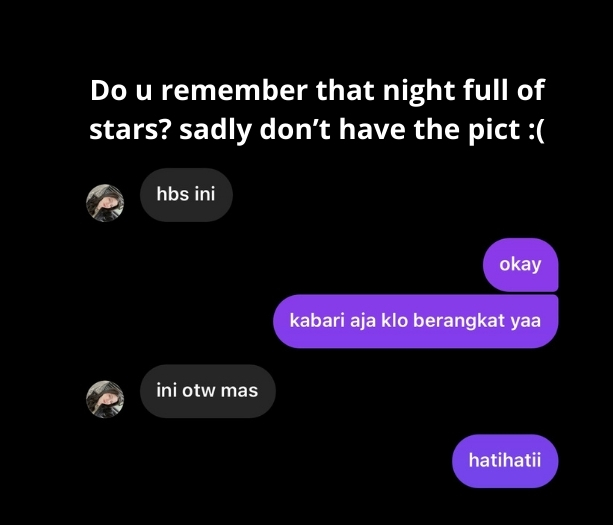 Do u remember that night full of
stars? sadly don’t have the pict :(
hbs ini
okay
kabari aja klo berangkat yaa
ini otw mas
hatihatii